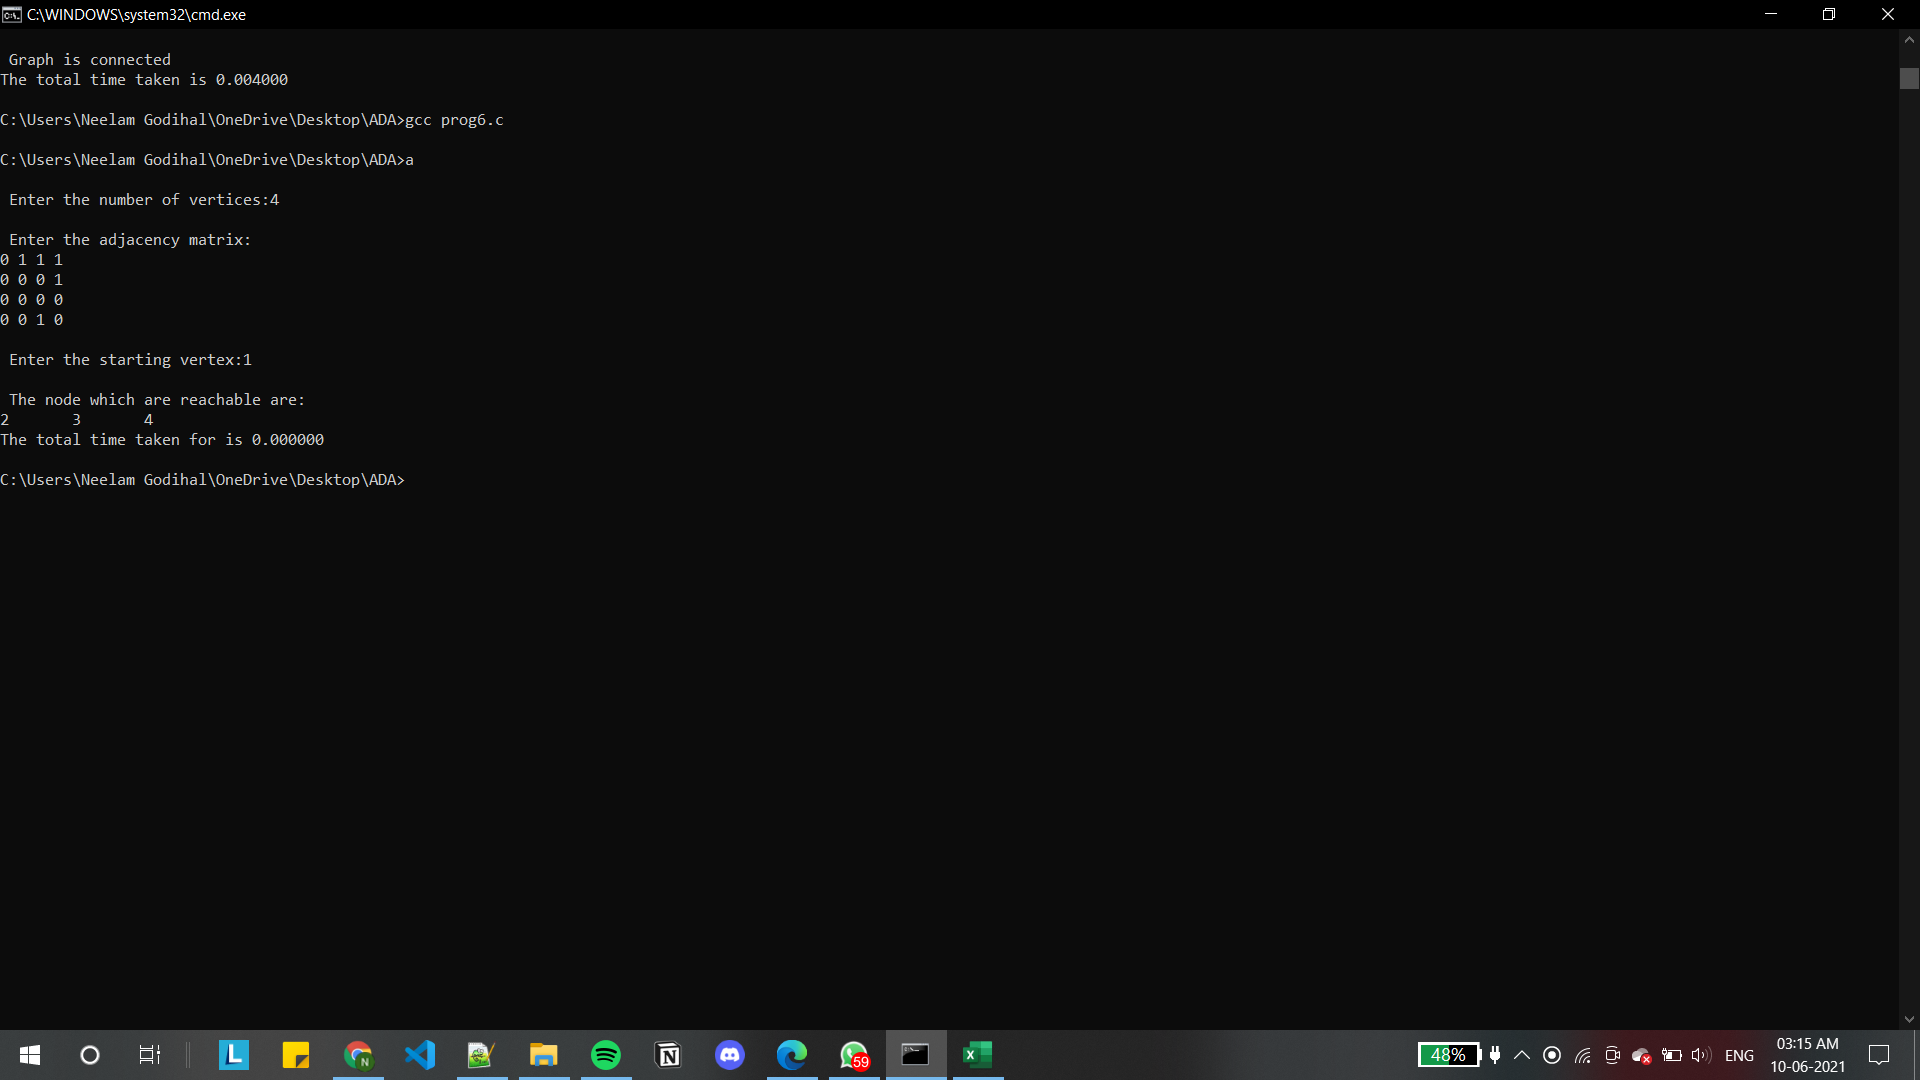 C:\WINDOWS\system32\cmd.exe
Graph is connected
The total time taken is 0.004000
C:\Users\Neelam Godihal\OneDrive\Desktop\ADA>gcc prog6.c
C:\Users\Neelam Godihal\OneDrive\Desktop\ADA>a
Enter the number of vertices:4
Enter the adjacency matrix:
0 1 1 1
0 0 0 1
0 0 0 0
0 0 1 0
Enter the starting vertex:1
The node which are reachable are:
2 3 4
The total time taken for is 0.000000
C:\Users\Neelam Godihal\OneDrive\Desktop\ADA>
L
N
N
59
48%
ENG
03:15 AM
10-06-2021